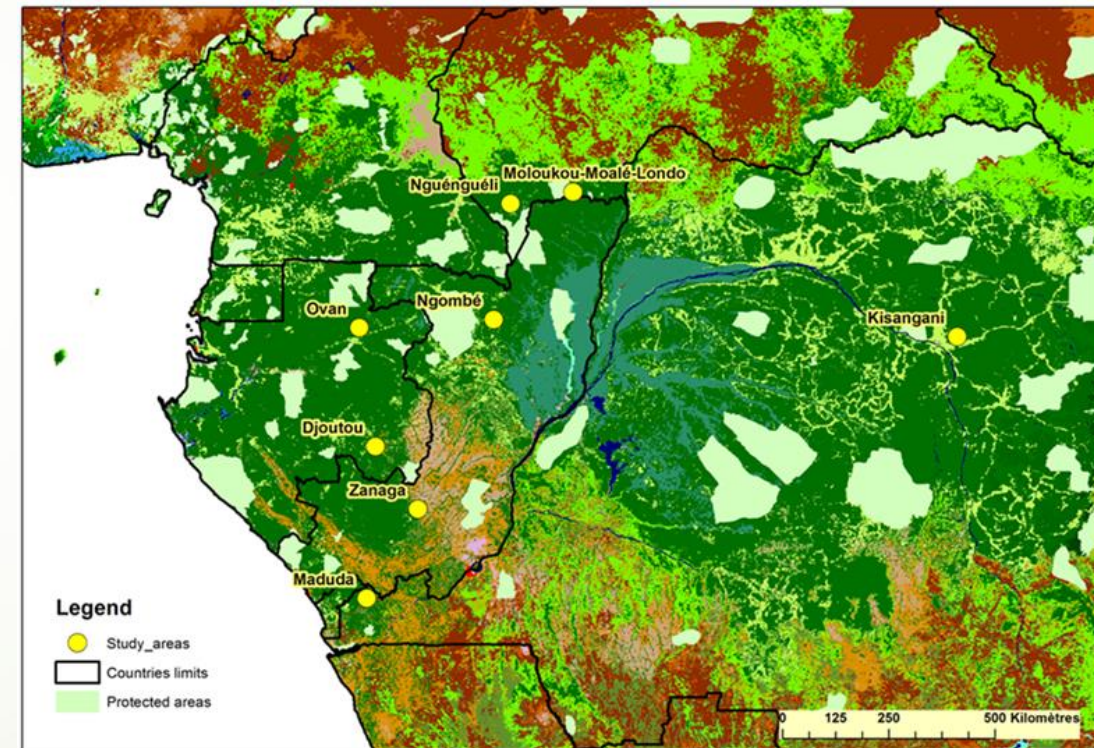 Moloukou-Moalé-Londo
Nguénguéli
Ngombé
Ovan
Kisangani
Djoutou
Zanaga
Maduda
Legend
Study_areas
Countries limits
Protected areas
0 125 250 500 Kilomètres